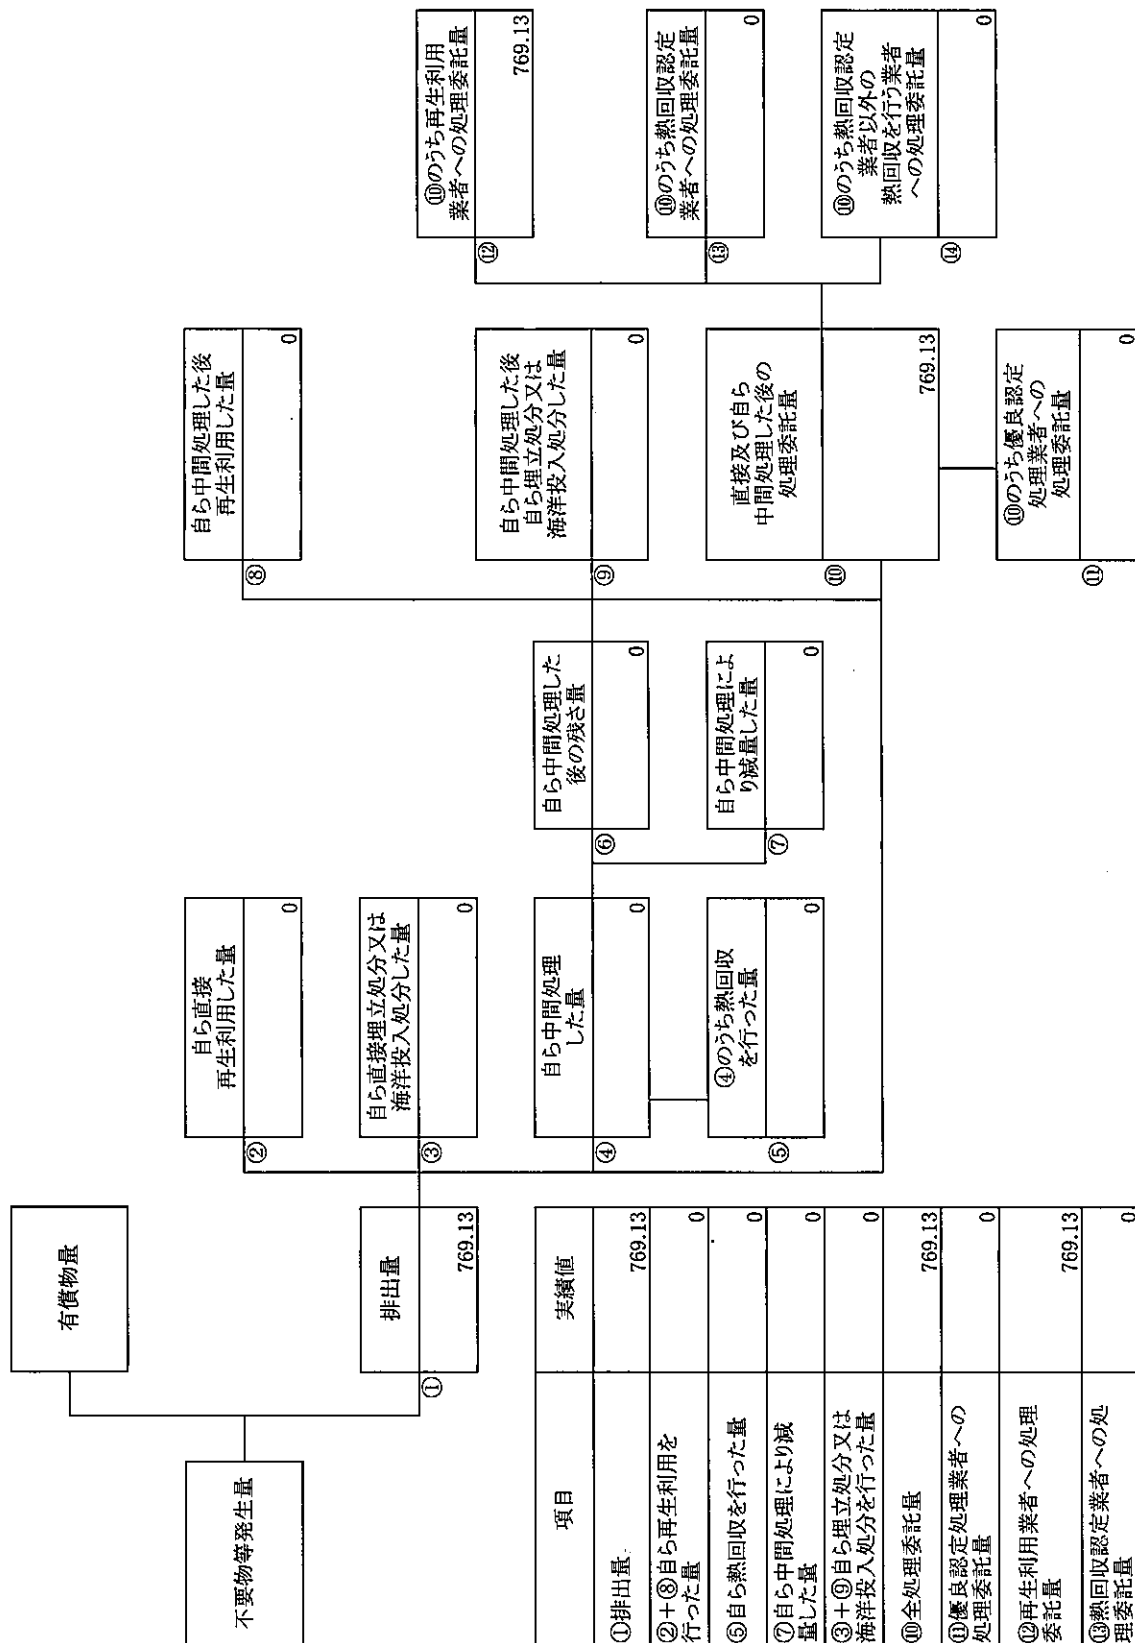 不要物等発生量
有償物量
排出量
①
769.13
自ら直接
再生利用した量
②
0
自ら直接埋立処分又は
海洋投入処分した量
③
0
自ら中間処理
した量
④
0
④のうち熱回収
を行った量
⑤
0
自ら中間処理した
後の残さ量
⑥
0
自ら中間処理によ
り減量した量
⑦
0
自ら中間処理した後
再生利用した量
⑧
0
自ら中間処理した後
自ら埋立処分又は
海洋投入処分した量
⑨
0
直接及び自ら
中間処理した後の
処理委託量
⑩
769.13
⑩のうち優良認定
処理業者への
処理委託量
⑪
0
⑩のうち再生利用
業者への処理委託量
⑫
769.13
⑩のうち熱回収認定
業者への処理委託量
⑬
0
⑩のうち熱回収認定
業者以外の
熱回収を行う業者
への処理委託量
⑭
0
項目 実績値
①排出量 769.13
②+⑧自ら再生利用を
行った量 0
⑤自ら熱回収を行った量 0
⑦自ら中間処理により減
量した量 0
③+⑨自ら埋立処分又は
海洋投入処分を行った量 0
⑩全処理委託量 769.13
⑪優良認定処理業者への
処理委託量 0
⑫再生利用業者への処理
委託量 769.13
⑬熱回収認定業者への処
理委託量 0